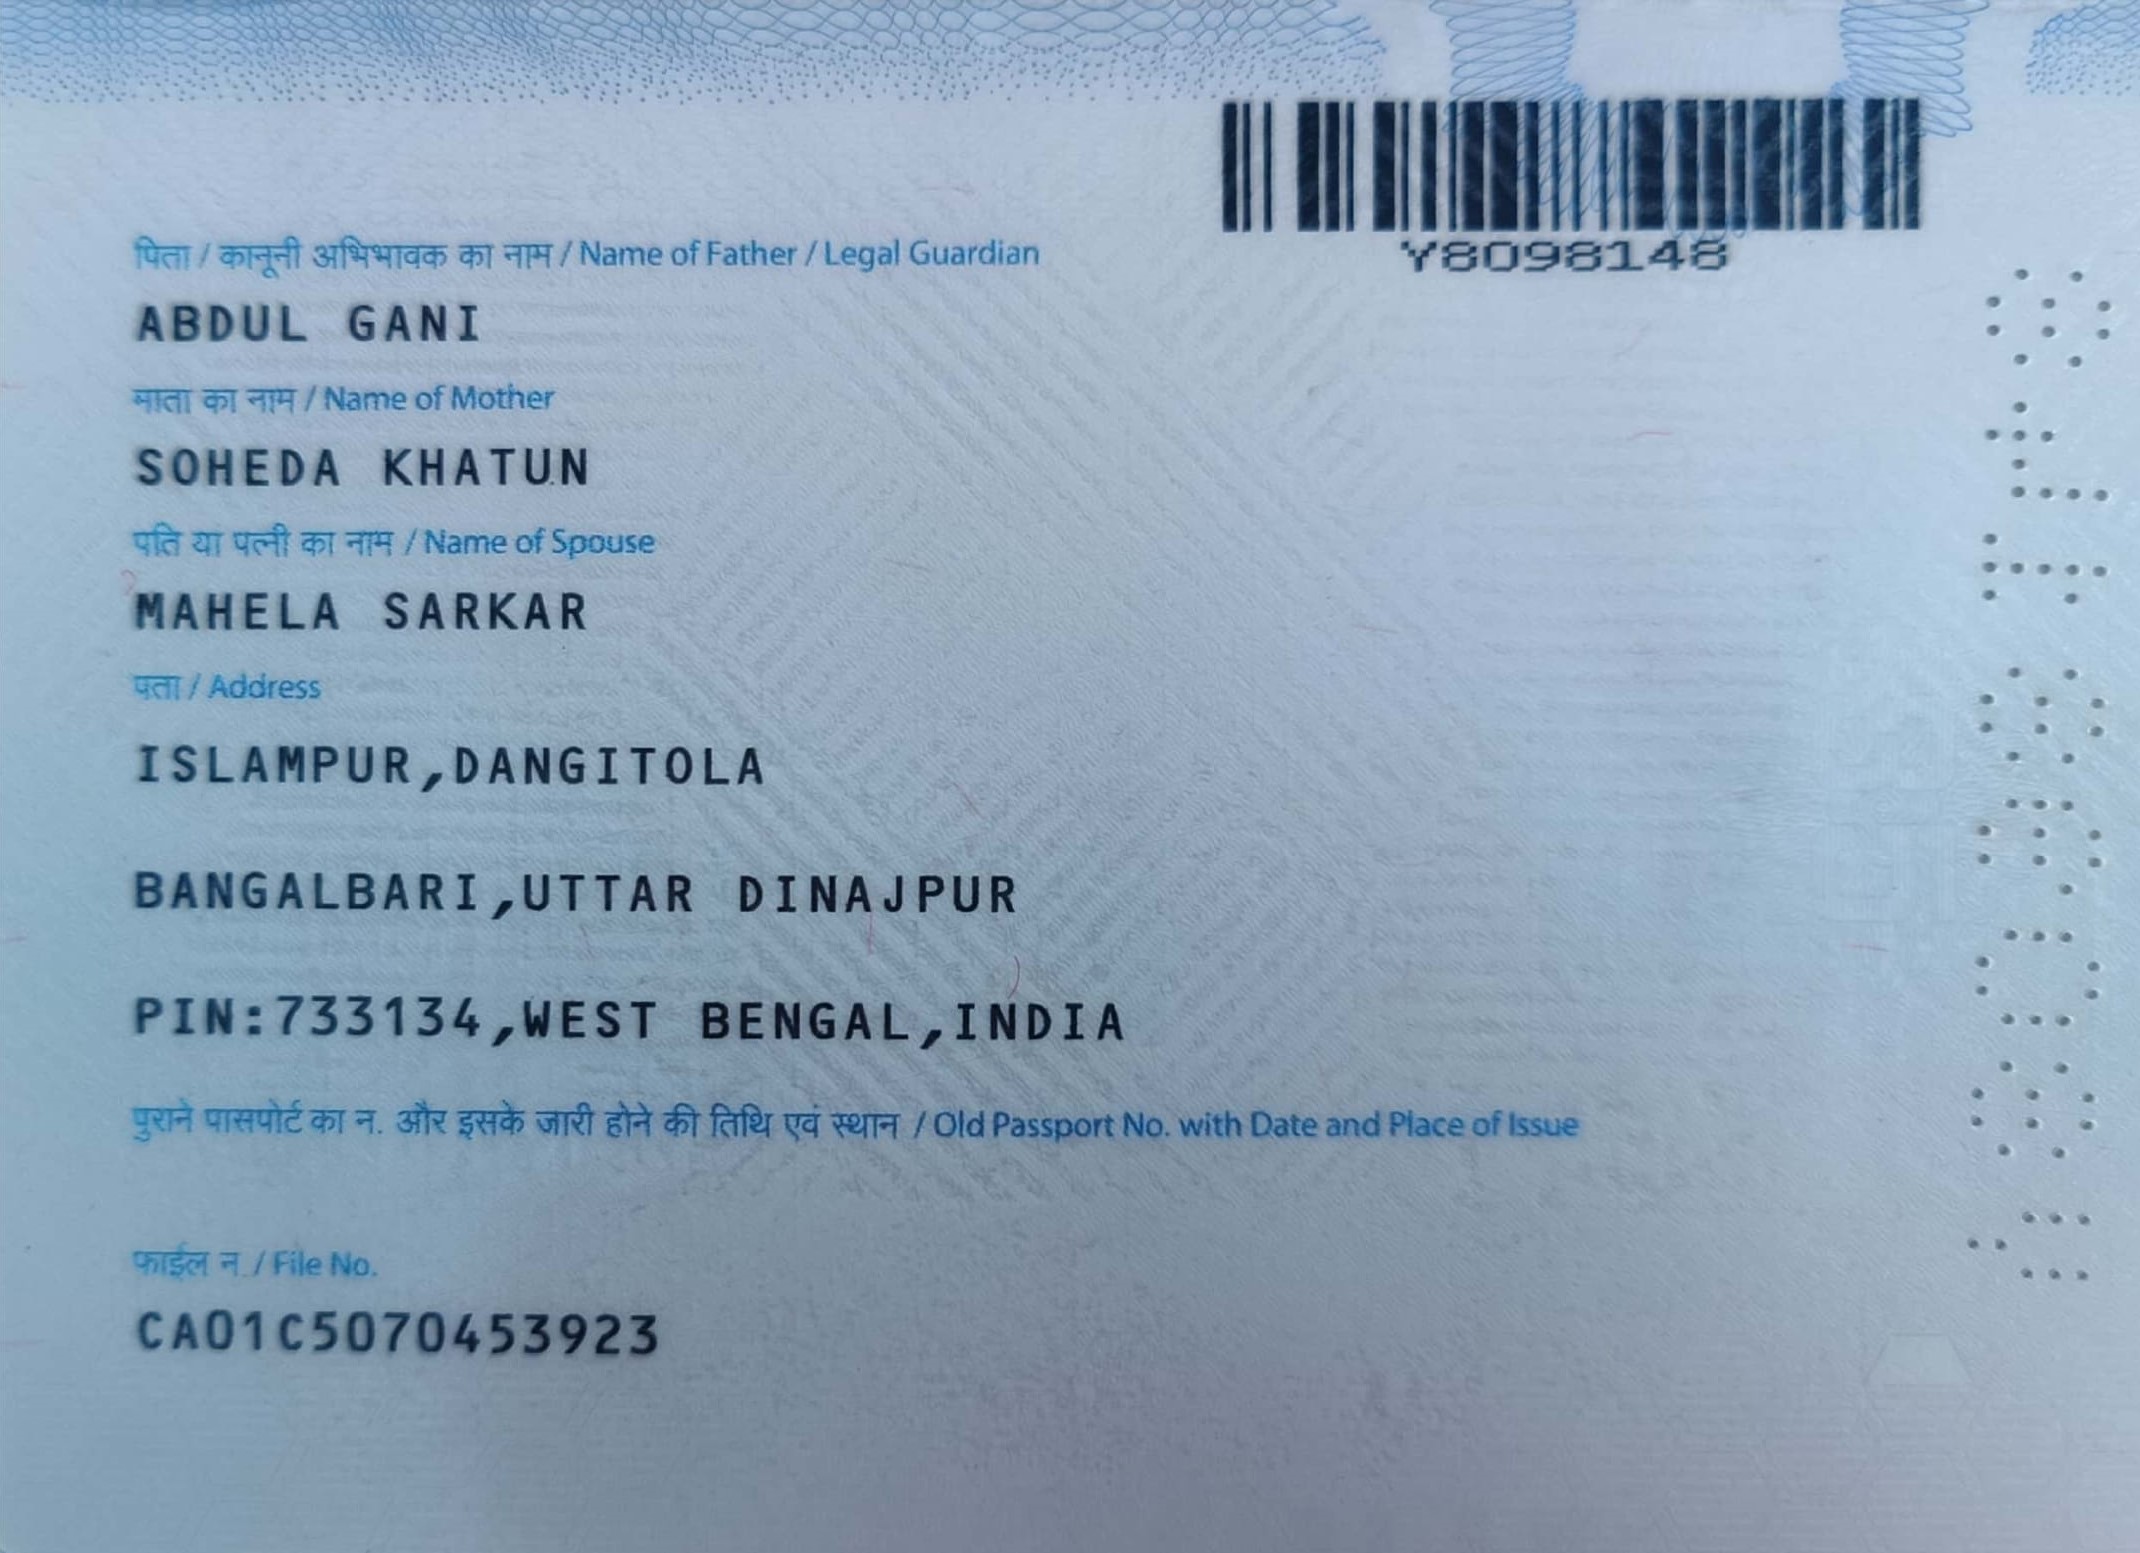 Y8098148
पिता / कानूनी अभिभावक का नाम / Name of Father / Legal Guardian
ABDUL GANI
माता का नाम / Name of Mother
SOHEDA KHATUN
पति या पत्नी का नाम / Name of Spouse
MAHELA SARKAR
पता / Address
ISLAMPUR,DANGITOLA
BANGALBARI,UTTAR DINAJPUR
PIN:733134,WEST BENGAL,INDIA
पुराने पासपोर्ट का न. और इसके जारी होने की तिथि एवं स्थान / Old Passport No. with Date and Place of Issue
फाईल न. / File No.
CA01C5070453923
Y8098148